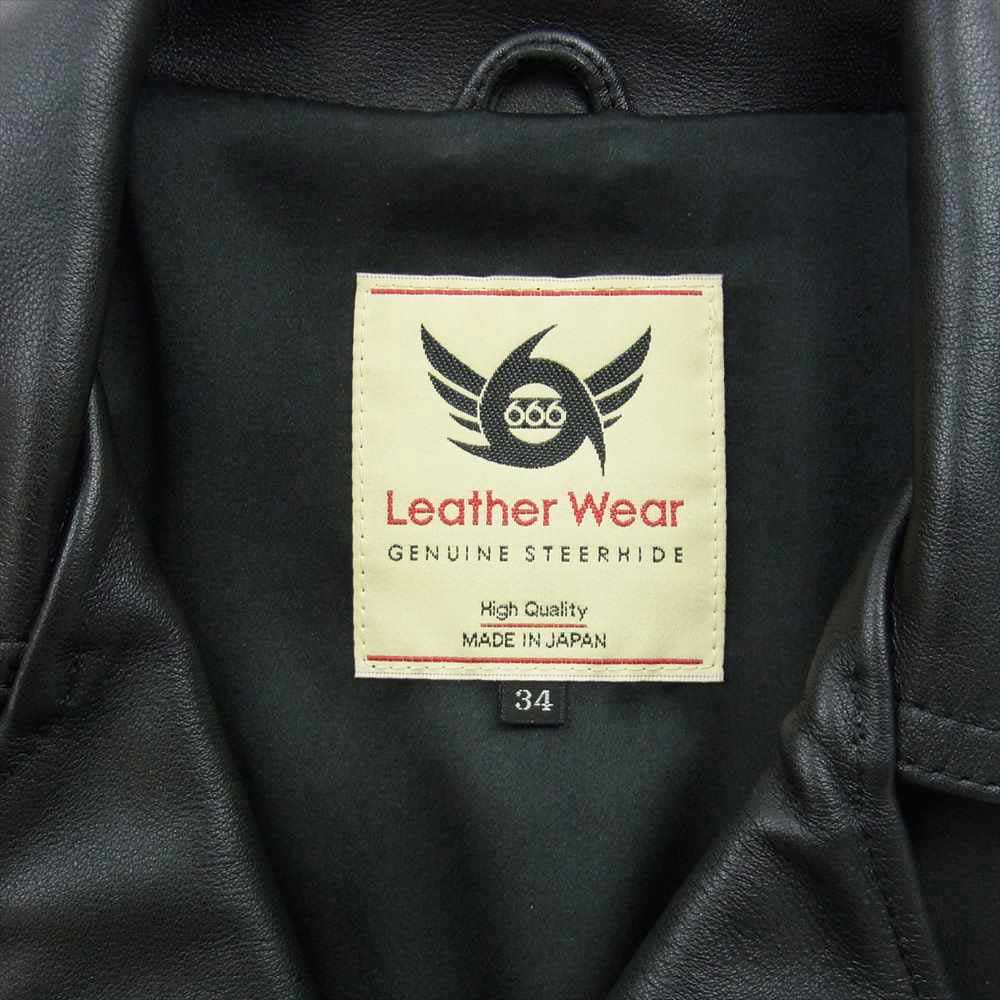 666
Leather Wear
GENUINE STEERHIDE
High Quality
MADE IN JAPAN
34